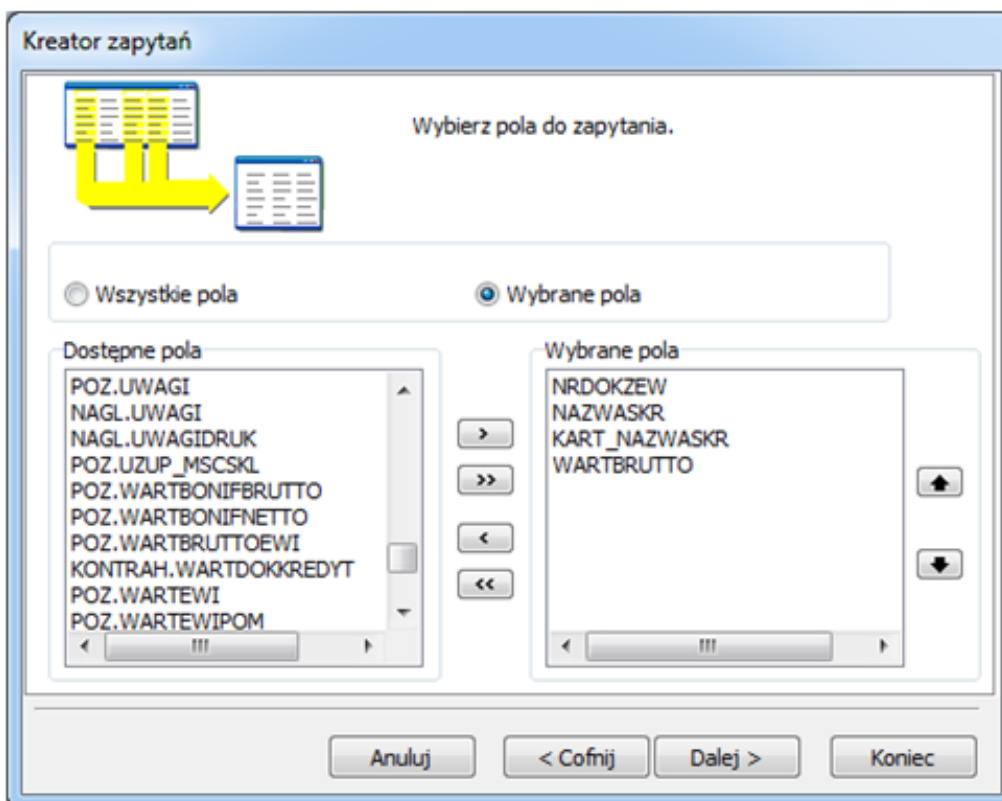 Kreator zapytań
Wybierz pola do zapytania.
Wszystkie pola
Wybrane pola
Dostępne pola
POZ.UWAGI
NAGL.UWAGI
NAGL.UWAGIDRUK
POZ.UZUP_MSCSKL
POZ.WARTBONIFBRUTTO
POZ.WARTBONIFNETTO
POZ.WARTBRUTTOEWI
KONTRAH.WARTDOKKREDYT
POZ.WARTEWI
POZ.WARTEWIPOM
>
>>
<
<<
Wybrane pola
NRDOKZEW
NAZWASKR
KART_NAZWASKR
WARTBRUTTO
Anuluj
< Cofnij
Dalej >
Koniec